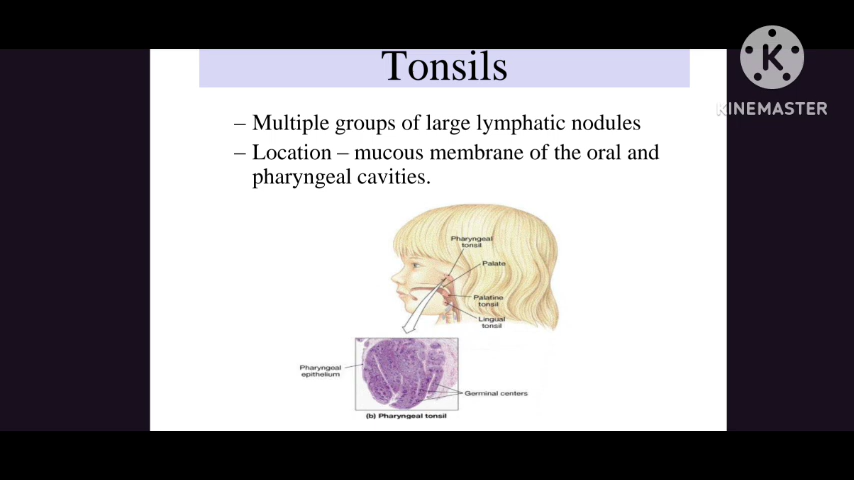 Tonsils
KINEMASTER
– Multiple groups of large lymphatic nodules
– Location – mucous membrane of the oral and
pharyngeal cavities.
Pharyngeal
tonsil
Palate
Palatine
tonsil
Lingual
tonsil
Pharyngeal
epithelium
Germinal centers
(b) Pharyngeal tonsil